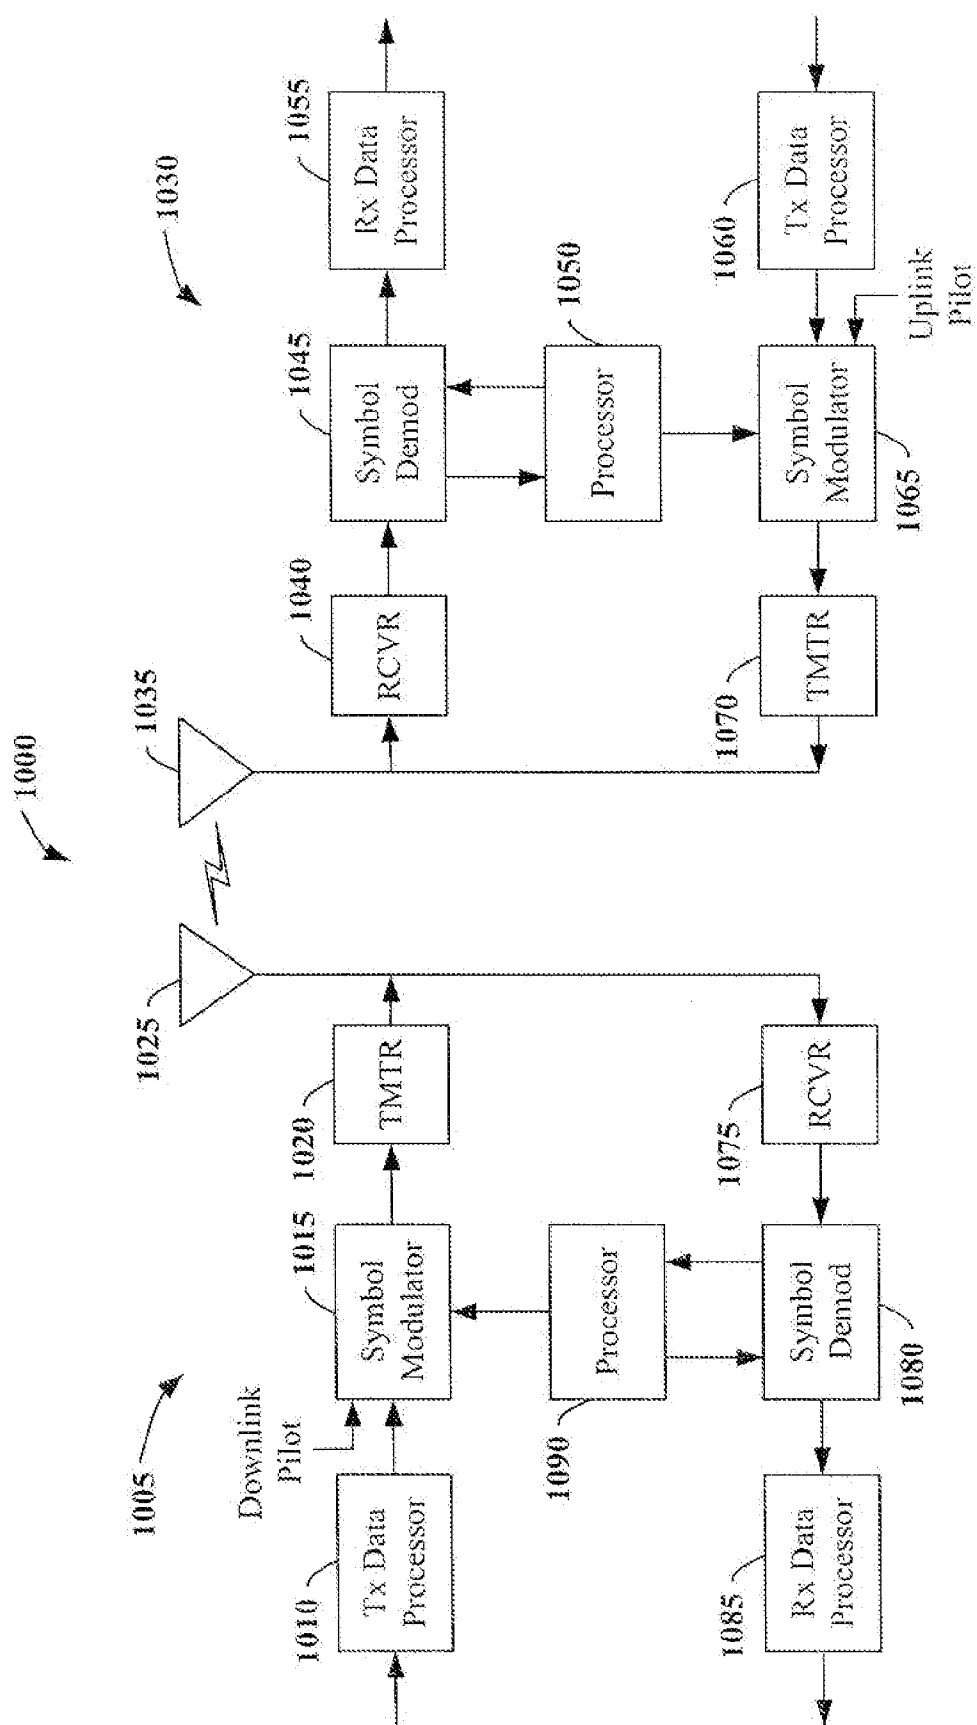 1000
1005
1030
1025
1035
Downlink
Pilot
1010
Tx Data
Processor
1015
Symbol
Modulator
1020
TMTR
1040
RCVR
1045
Symbol
Demod
1055
Rx Data
Processor
1090
Processor
1050
Processor
1085
Rx Data
Processor
1080
Symbol
Demod
1075
RCVR
1070
TMTR
1065
Symbol
Modulator
1060
Tx Data
Processor
Uplink
Pilot